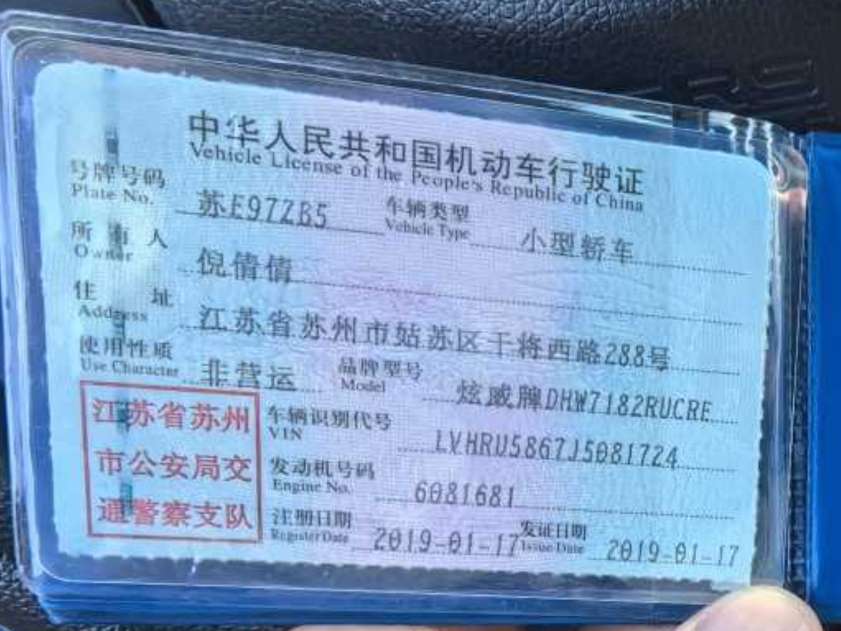 中华人民共和国机动车行驶证
Vehicle License of the People's Republic of China
号牌号码 苏E97ZB5 车辆类型 小型轿车
Plate No. Vehicle Type
所有人 倪倩倩
Owner
住址 江苏省苏州市姑苏区干将西路288号
Address
使用性质 非营运 品牌型号 炫威牌DHW7182RUCRE
Use Character Model
江苏省苏州
市公安局交
通警察支队
车辆识别代号 LVHRU5867J5081724
VIN
发动机号码 6081681
Engine No.
注册日期 2019-01-17 发证日期 2019-01-17
Register Date Issue Date